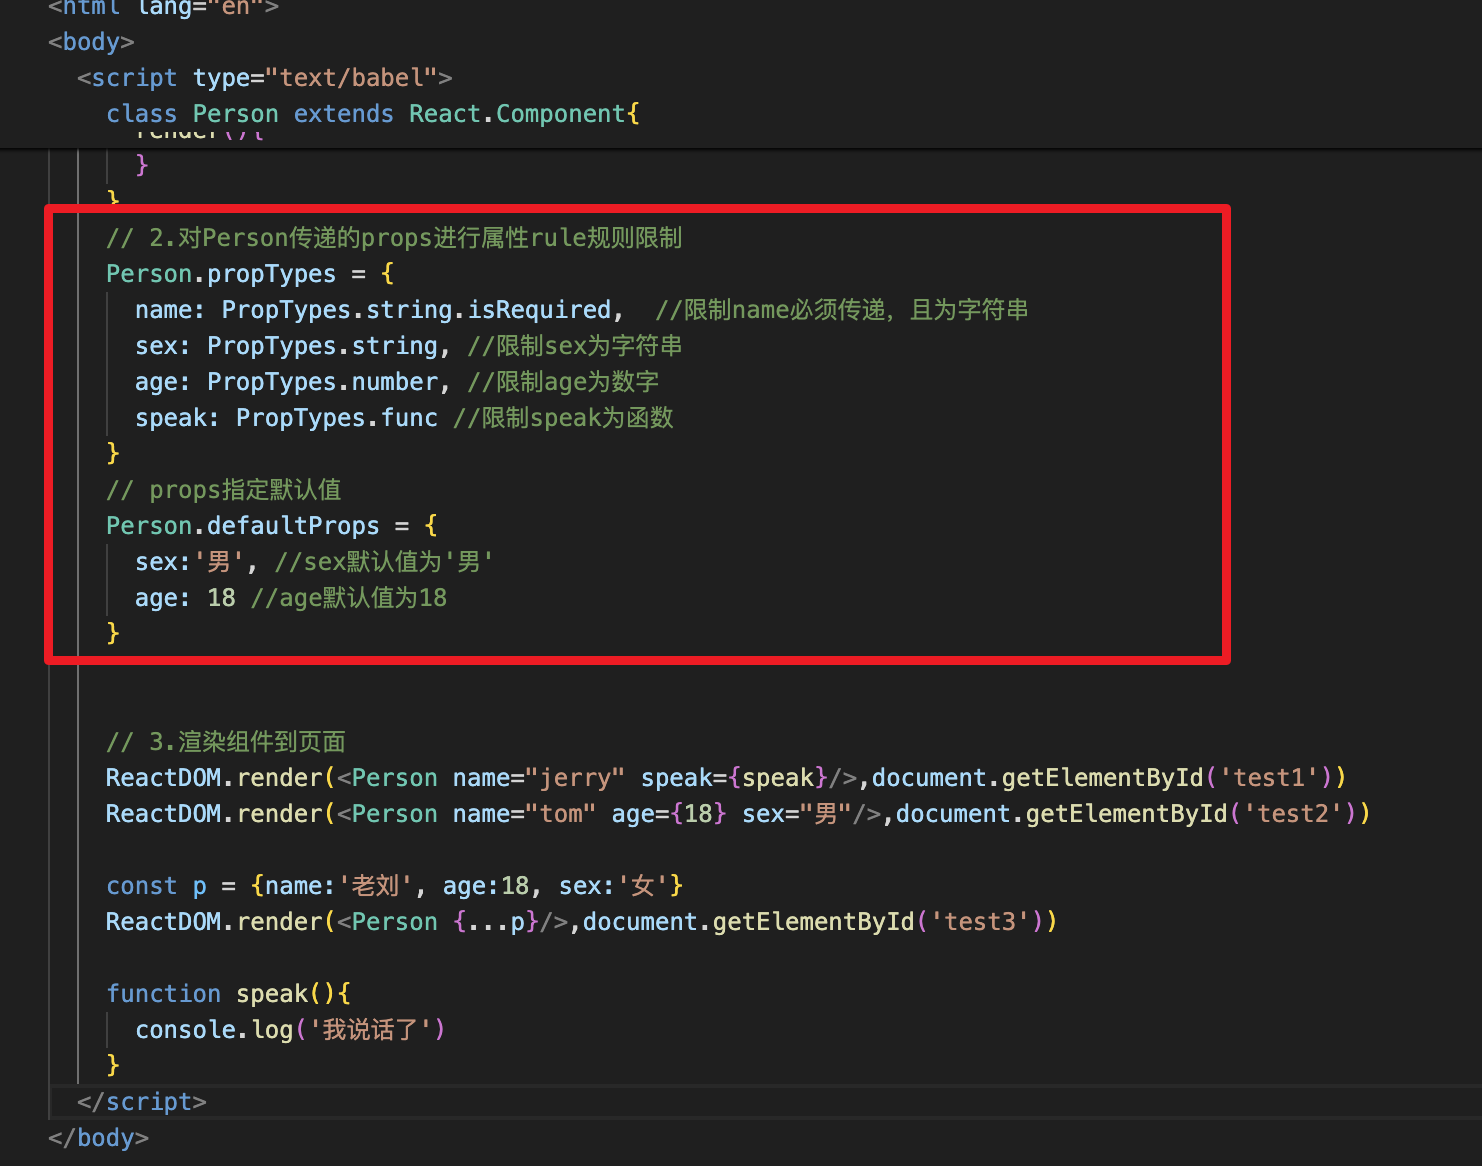 <html lang="en">
<body>
<script type="text/babel">
class Person extends React.Component{
render(){
}
}
// 2.对Person传递的props进行属性rule规则限制
Person.propTypes = {
name: PropTypes.string.isRequired,  //限制name必须传递，且为字符串
sex: PropTypes.string, //限制sex为字符串
age: PropTypes.number, //限制age为数字
speak: PropTypes.func //限制speak为函数
}
// props指定默认值
Person.defaultProps = {
sex:'男', //sex默认值为'男'
age: 18 //age默认值为18
}
// 3.渲染组件到页面
ReactDOM.render(<Person name="jerry" speak={speak}/>,document.getElementById('test1'))
ReactDOM.render(<Person name="tom" age={18} sex="男"/>,document.getElementById('test2'))
const p = {name:'老刘', age:18, sex:'女'}
ReactDOM.render(<Person {...p}/>,document.getElementById('test3'))
function speak(){
console.log('我说话了')
}
</script>
</body>